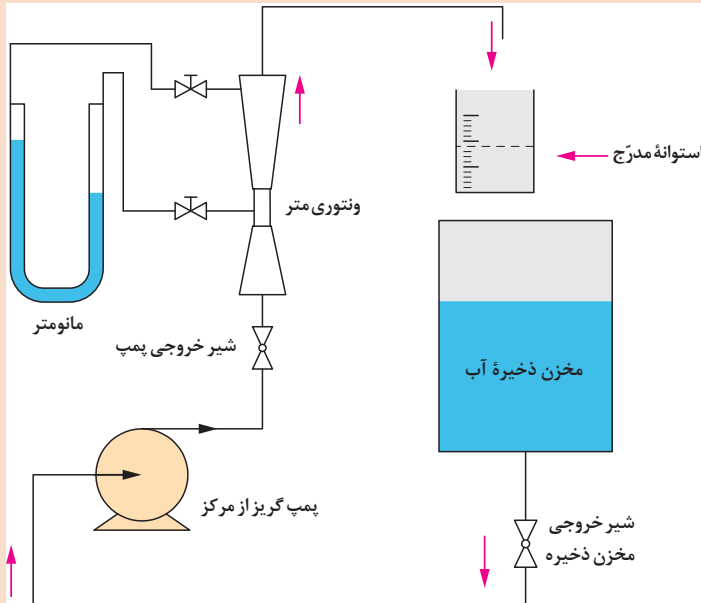 استوانهٔ مدرّج
ونتوری متر
مانومتر
شیر خروجی پمپ
مخزن ذخیرهٔ آب
پمپ گریز از مرکز
شیر خروجی
مخزن ذخیره